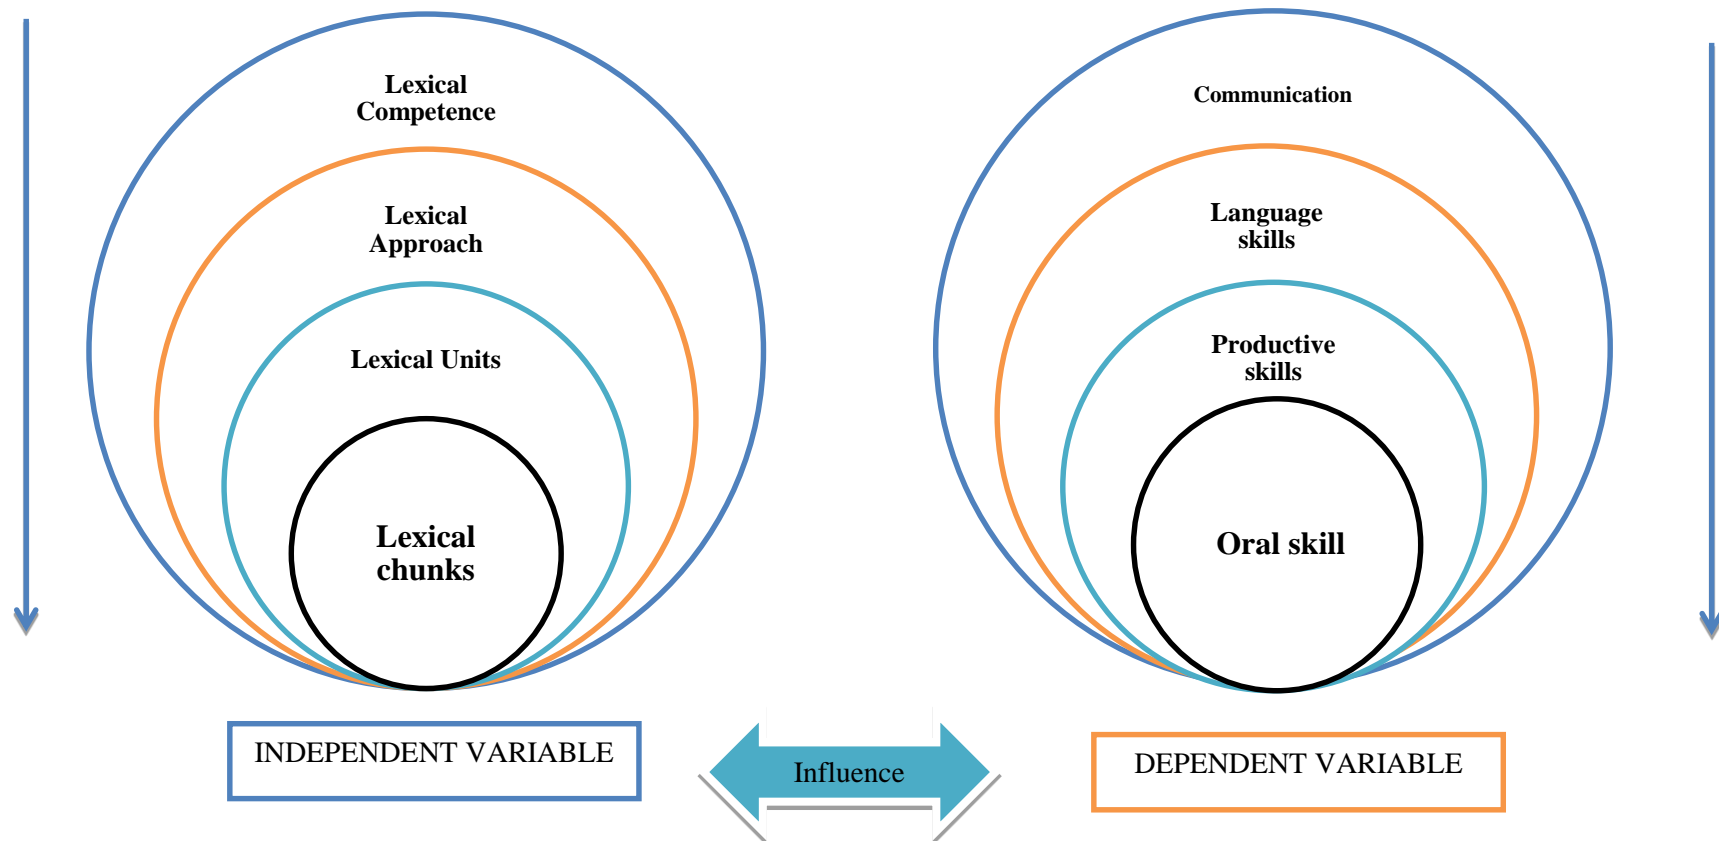 Lexical
Competence
Lexical
Approach
Lexical Units
Lexical
chunks
Communication
Language
skills
Productive
skills
Oral skill
INDEPENDENT VARIABLE
Influence
DEPENDENT VARIABLE